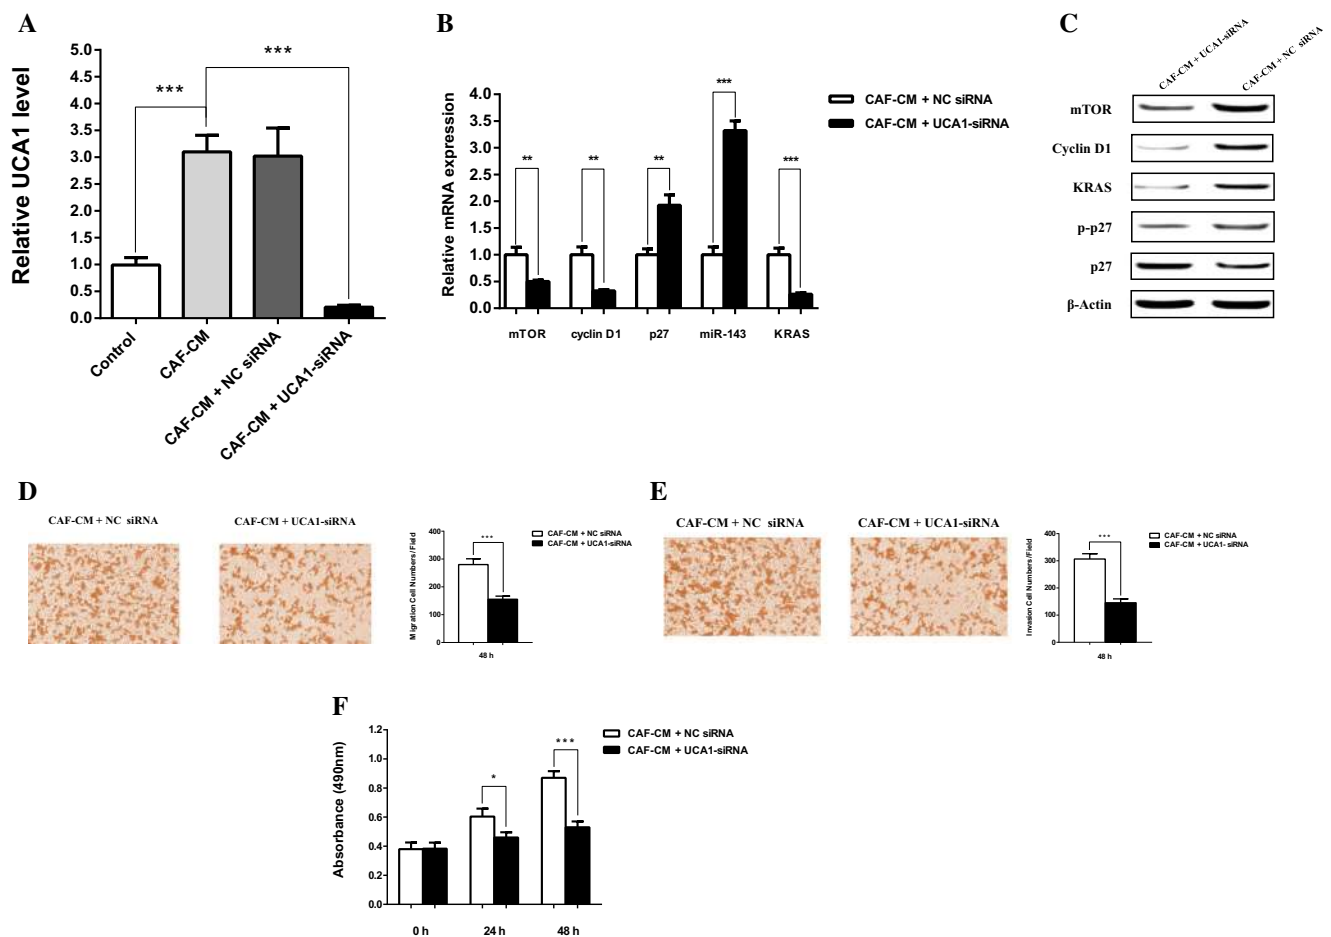 A
Relative UCA1 level
5.0
4.5
4.0
3.5
3.0
2.5
2.0
1.5
1.0
0.5
0.0
***
***
Control
CAF-CM
CAF-CM + NC siRNA
CAF-CM + UCA1-siRNA
B
Relative mRNA expression
4.0
3.5
3.0
2.5
2.0
1.5
1.0
0.5
0.0
**
**
**
***
***
mTOR
cyclin D1
p27
miR-143
KRAS
CAF-CM + NC siRNA
CAF-CM + UCA1-siRNA
C
CAF-CM + UCA1-siRNA
CAF-CM + NC siRNA
mTOR
Cyclin D1
KRAS
p-p27
p27
β-Actin
D
CAF-CM + NC siRNA
CAF-CM + UCA1-siRNA
Migration Cell Numbers/Field
400
300
200
100
0
***
48 h
CAF-CM + NC siRNA
CAF-CM + UCA1-siRNA
E
CAF-CM + NC siRNA
CAF-CM + UCA1-siRNA
Invasion Cell Numbers/Field
400
300
200
100
0
***
48 h
CAF-CM + NC siRNA
CAF-CM + UCA1- siRNA
F
Absorbance (490nm)
1.2
1.0
0.8
0.6
0.4
0.2
0.0
*
***
0 h
24 h
48 h
CAF-CM + NC siRNA
CAF-CM + UCA1-siRNA